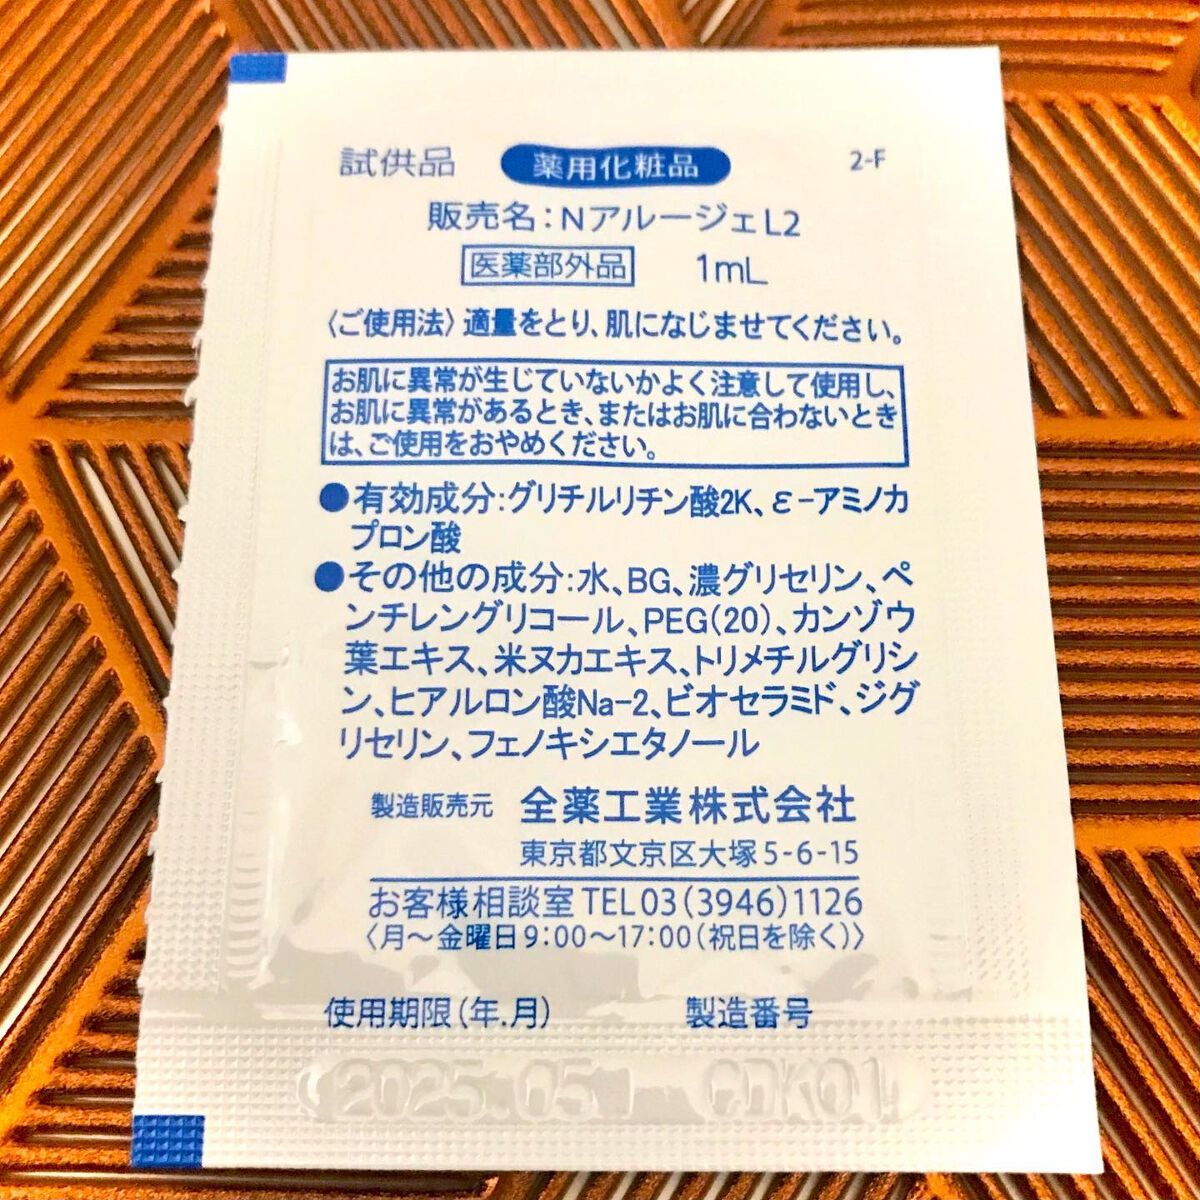 試供品 薬用化粧品 2-F
販売名:NアルージェL2
医薬部外品 1mL
〈ご使用法〉適量をとり、肌になじませてください。
お肌に異常が生じていないかよく注意して使用し、
お肌に異常があるとき、またはお肌に合わないとき
は、ご使用をおやめください。
●有効成分:グリチルリチン酸2K、ε-アミノカ
プロン酸
●その他の成分:水、BG、濃グリセリン、ペ
ンチレングリコール、PEG(20)、カンゾウ
葉エキス、米ヌカエキス、トリメチルグリシ
ン、ヒアルロン酸Na-2、ビオセラミド、ジグ
リセリン、フェノキシエタノール
製造販売元 全薬工業株式会社
東京都文京区大塚5-6-15
お客様相談室 TEL03(3946)1126
〈月〜金曜日9:00〜17:00(祝日を除く)〉
使用期限(年.月) 製造番号
2025.05 CDK01